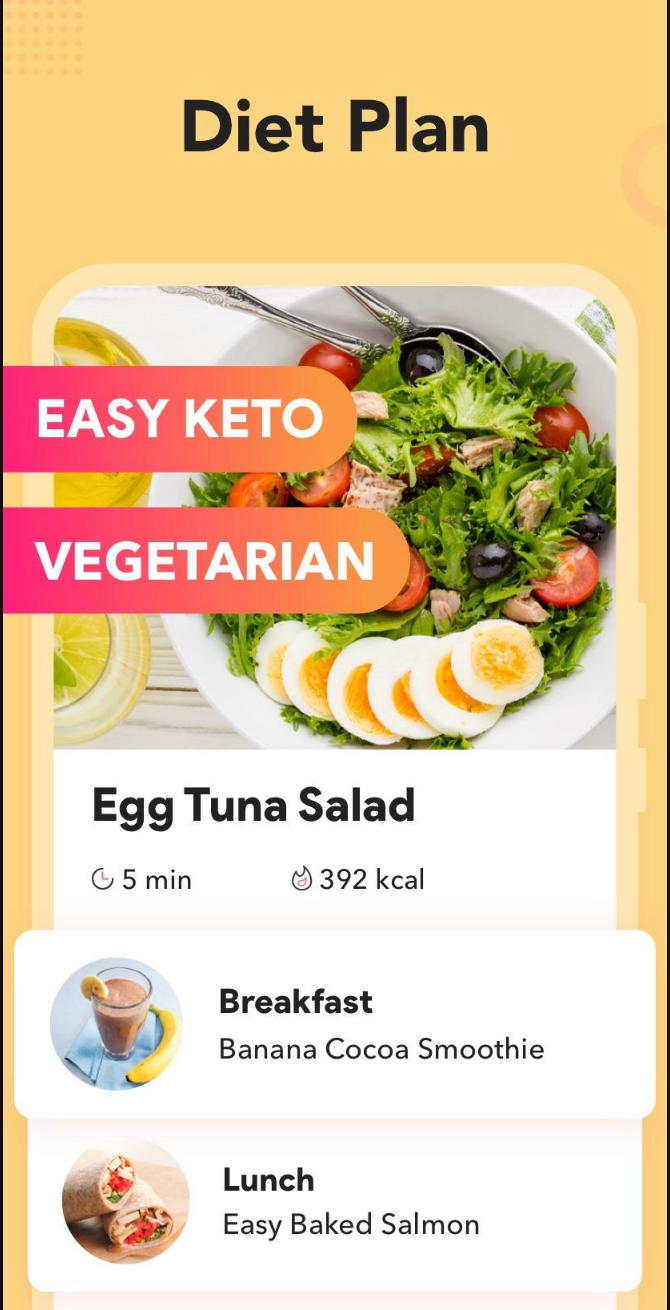 Diet Plan
EASY KETO
VEGETARIAN
Egg Tuna Salad
5 min
392 kcal
Breakfast
Banana Cocoa Smoothie
Lunch
Easy Baked Salmon